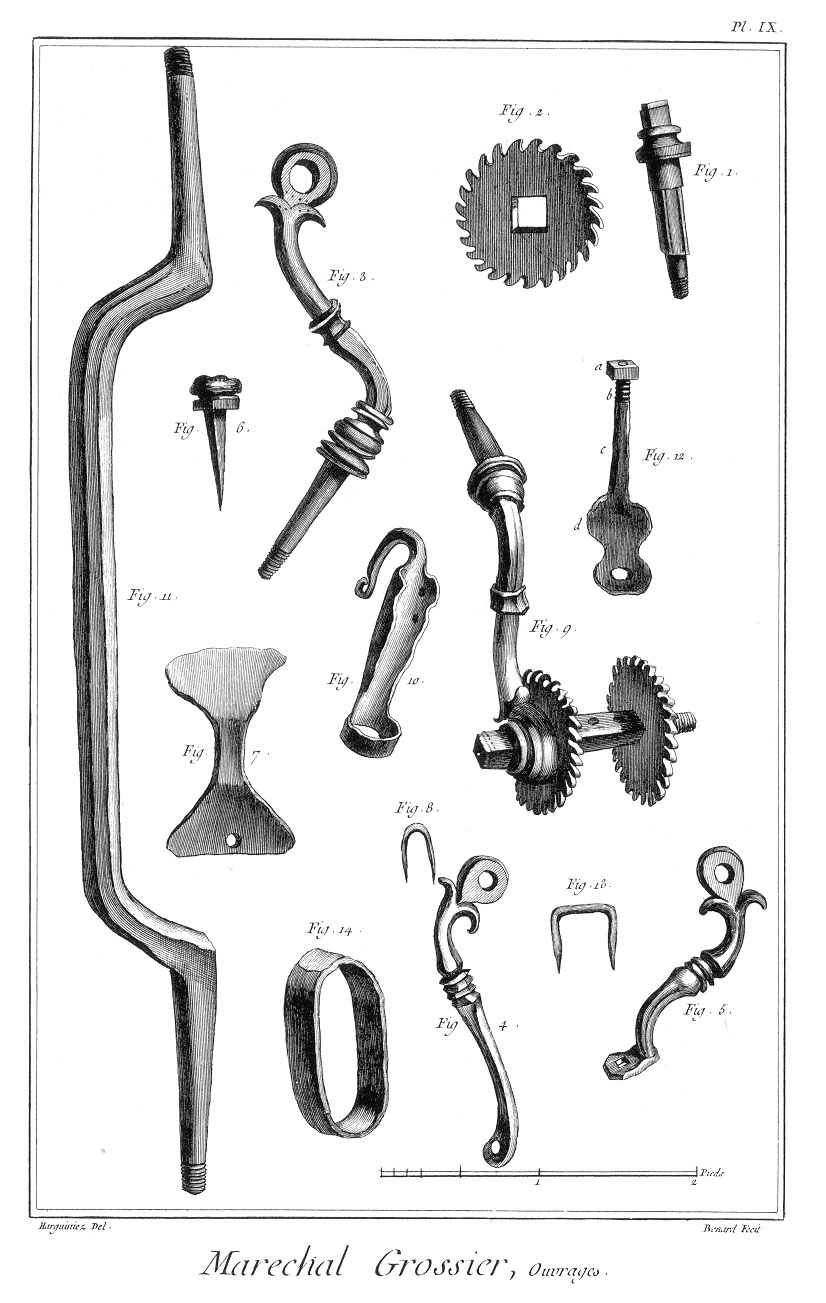 Pl. IX.
Fig. 2.
Fig. 1.
Fig. 3.
a
b
Fig. 6.
c
Fig. 12.
d
Fig. 11.
Fig. 9.
Fig. 10.
Fig. 7.
Fig. 8.
Fig. 13.
Fig. 14.
Fig. 4.
Fig. 5.
Pieds
1
2
Harguiniez Del.
Benard Fecit
Marechal Grossier, Ouvrages.